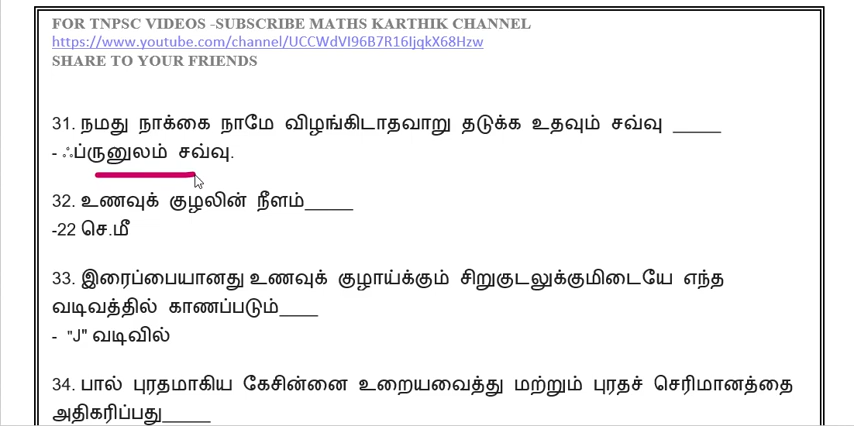 FOR TNPSC VIDEOS -SUBSCRIBE MATHS KARTHIK CHANNEL
https://www.youtube.com/channel/UCCWdVI96B7R16IjqkX68Hzw
SHARE TO YOUR FRIENDS
31. நமது நாக்கை நாமே விழங்கிடாதவாறு தடுக்க உதவும் சவ்வு _____
- ஃப்ருனுலம் சவ்வு.
32. உணவுக் குழலின் நீளம்_____
-22 செ.மீ
33. இரைப்பையானது உணவுக் குழாய்க்கும் சிறுகுடலுக்குமிடையே எந்த
வடிவத்தில் காணப்படும்____
- "J" வடிவில்
34. பால் புரதமாகிய கேசின்னை உறையவைத்து மற்றும் புரதச் செரிமானத்தை
அதிகரிப்பது_____